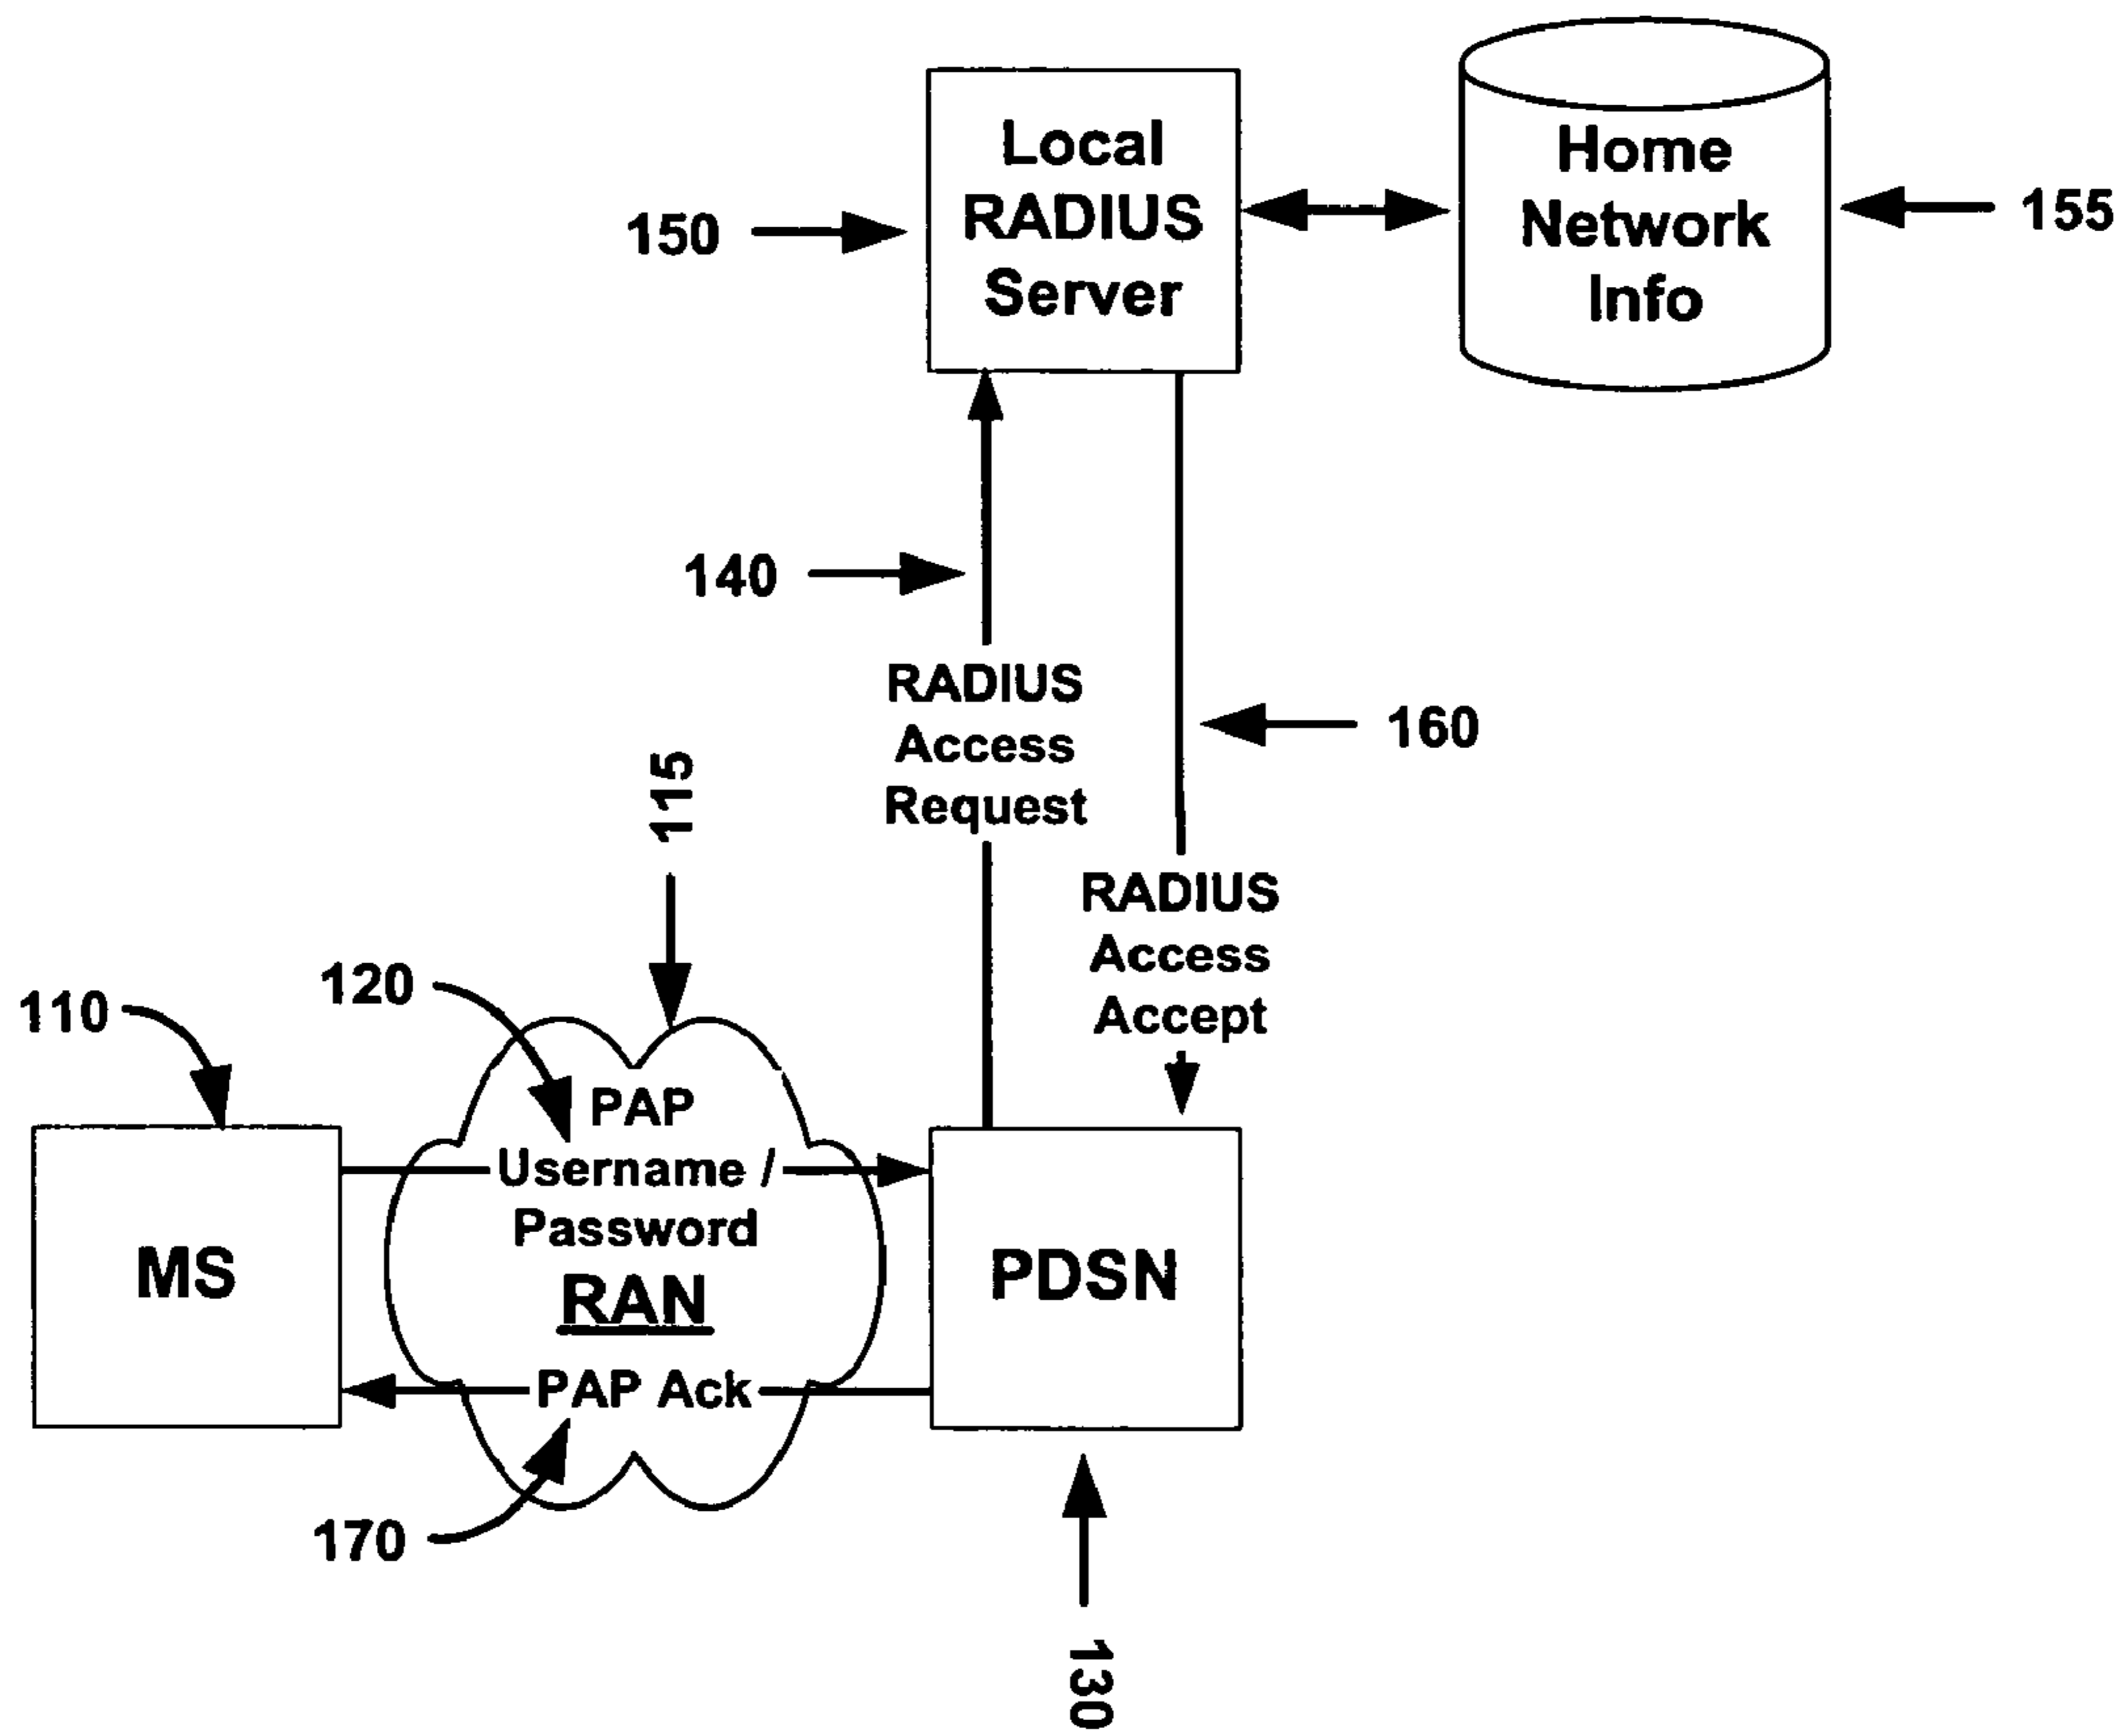 Local
RADIUS
Server
Home
Network
Info
150
155
140
RADIUS
Access
Request
160
115
RADIUS
Access
Accept
120
110
PAP
Username /
Password
MS
RAN
PDSN
PAP Ack
170
130